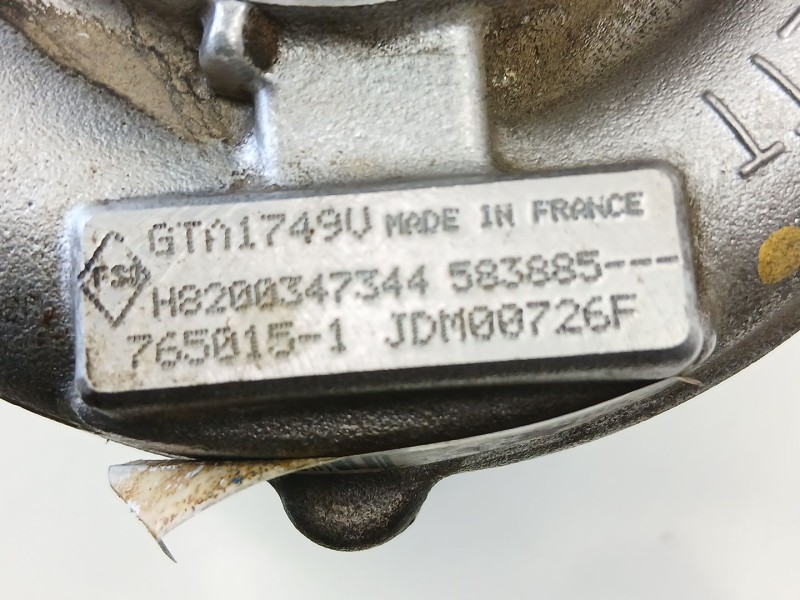 GTA1749V MADE IN FRANCE
H8200347344 583885---
765015-1 JDM00726F